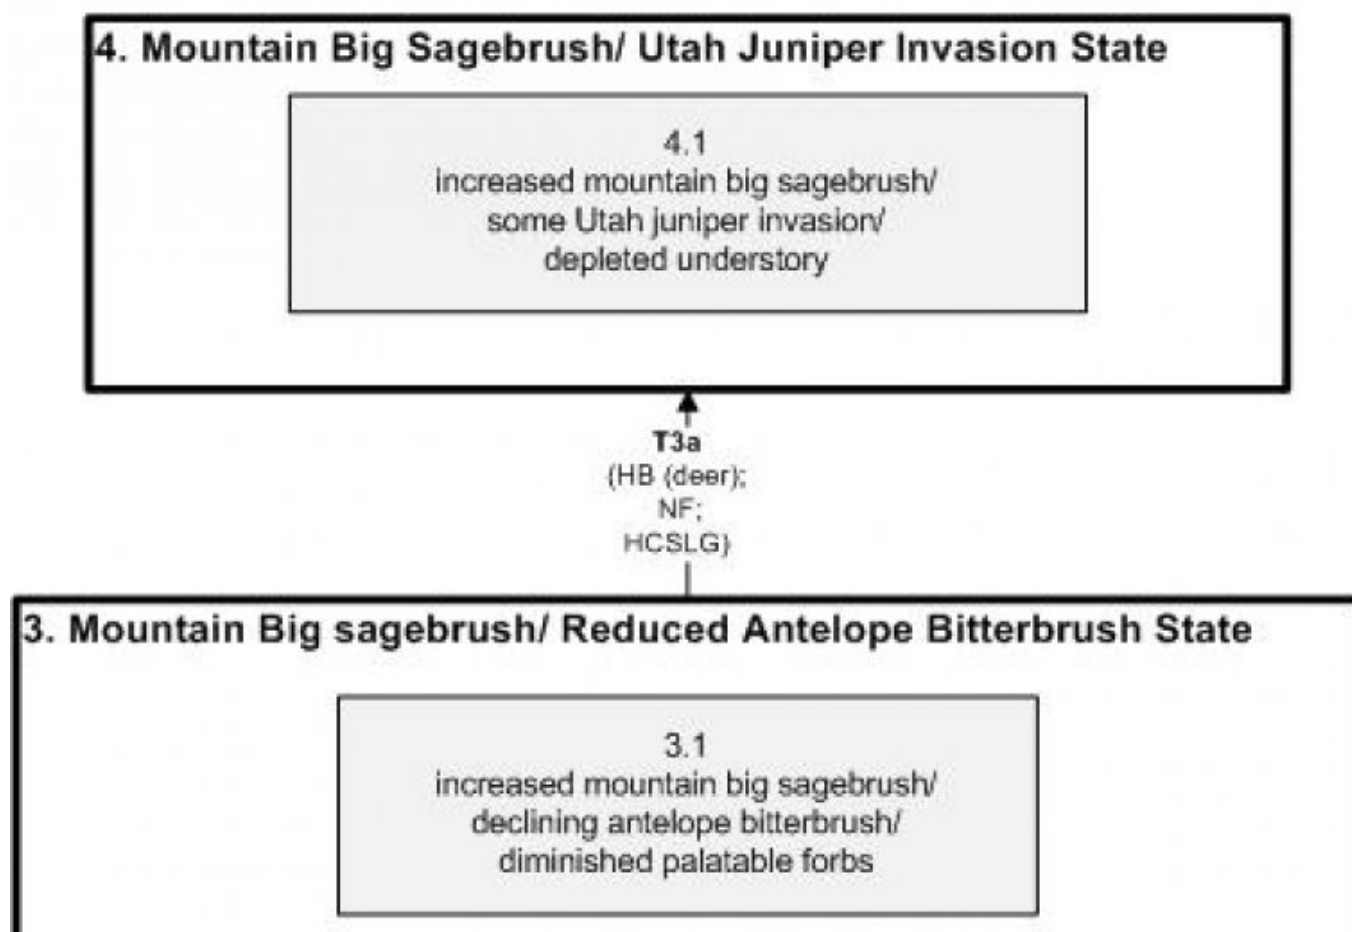 4. Mountain Big Sagebrush/ Utah Juniper Invasion State
4.1
increased mountain big sagebrush/
some Utah juniper invasion/
depleted understory
T3a
(HB (deer);
NF;
HCSLG)
3. Mountain Big sagebrush/ Reduced Antelope Bitterbrush State
3.1
increased mountain big sagebrush/
declining antelope bitterbrush/
diminished palatable forbs